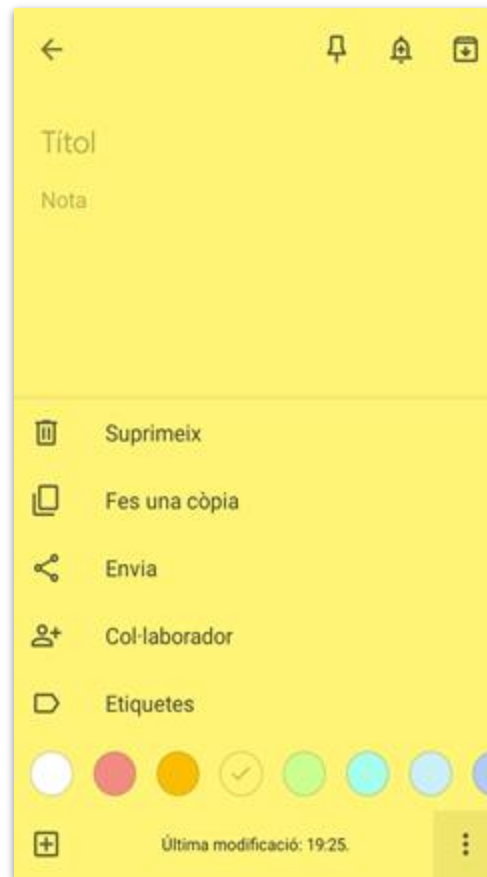 Títol
Nota
Suprimeix
Fes una còpia
Envia
Col·laborador
Etiquetes
Última modificació: 19:25.